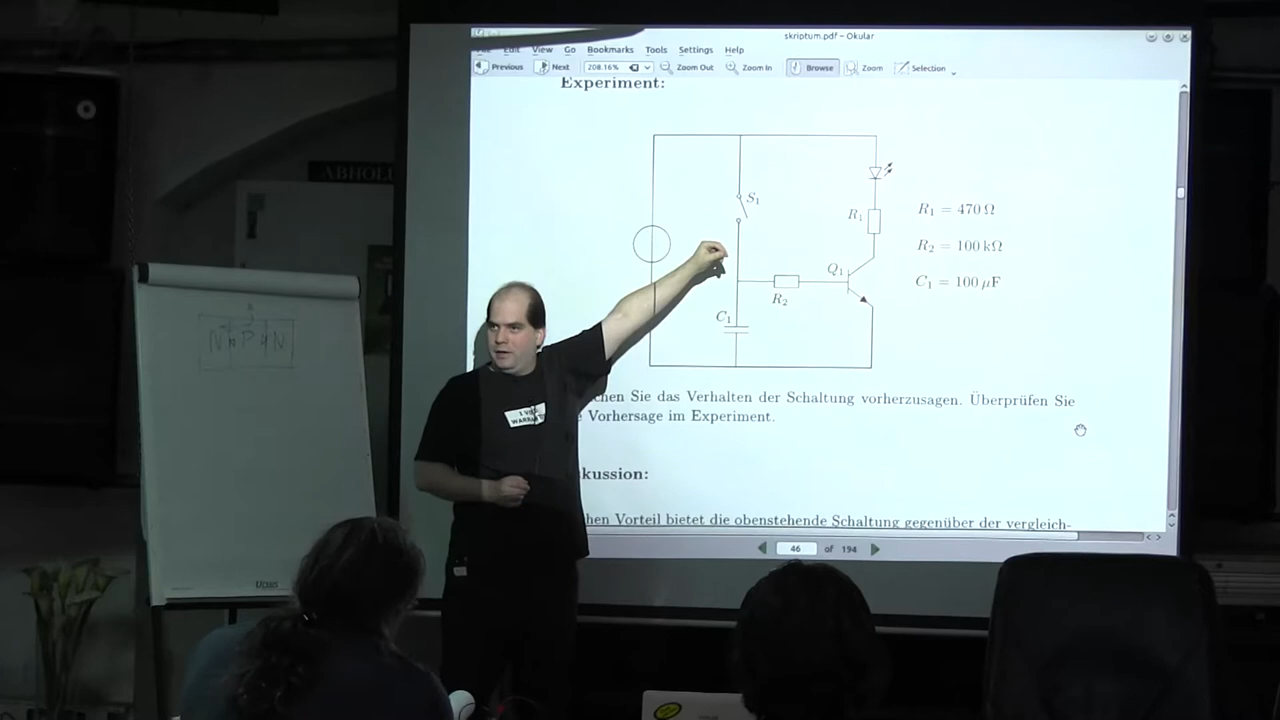 skriptum.pdf – Okular
Edit View Go Bookmarks Tools Settings Help
Previous Next 208.16% Zoom Out Zoom In Browse Zoom Selection
Experiment:
S1
R1
R1 = 470 Ω
R2 = 100 kΩ
Q1
C1 = 100 μF
R2
C1
chen Sie das Verhalten der Schaltung vorherzusagen. Überprüfen Sie
Vorhersage im Experiment.
kussion:
hen Vorteil bietet die obenstehende Schaltung gegenüber der vergleich-
46 of 194
ABHOL
N P N
I VOID